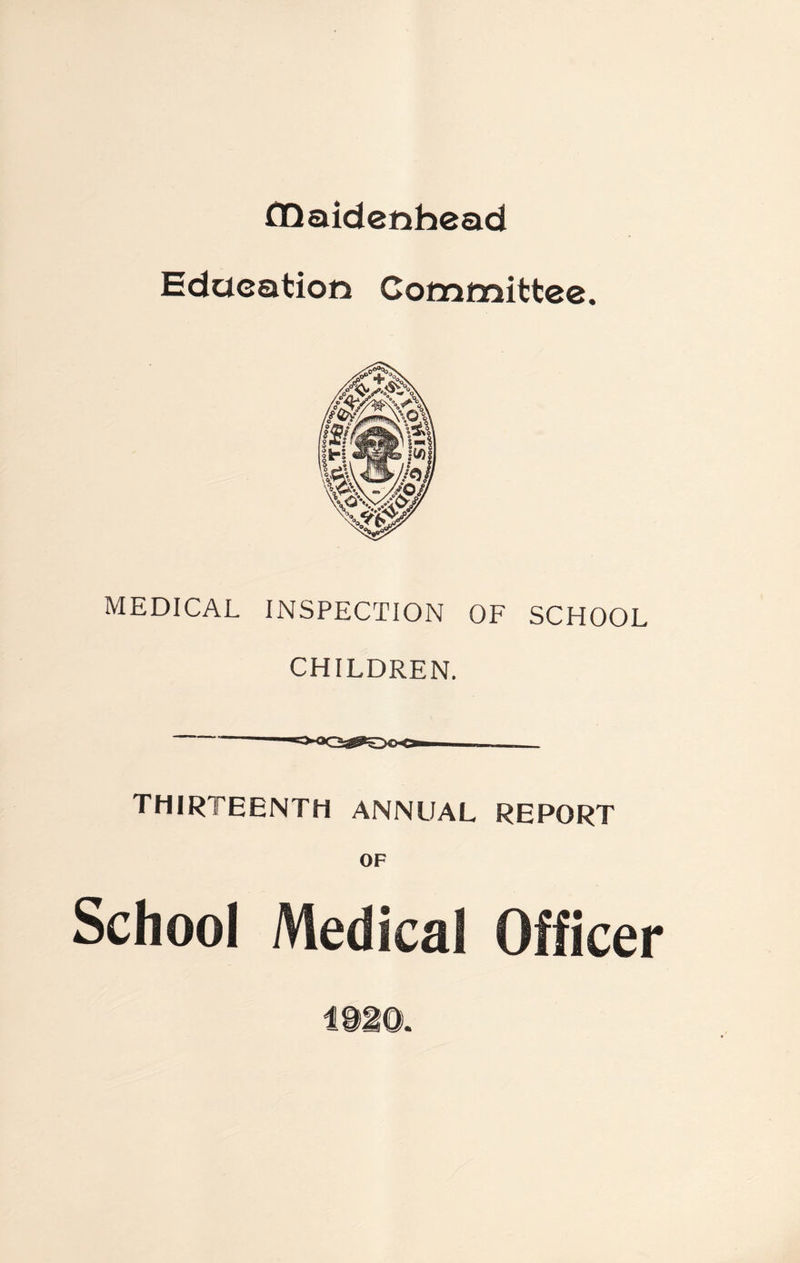 Maidenhead
Education Committee.
MEDICAL INSPECTION OF SCHOOL
CHILDREN.
THIRTEENTH ANNUAL REPORT
OF
School Medical Officer
1920.